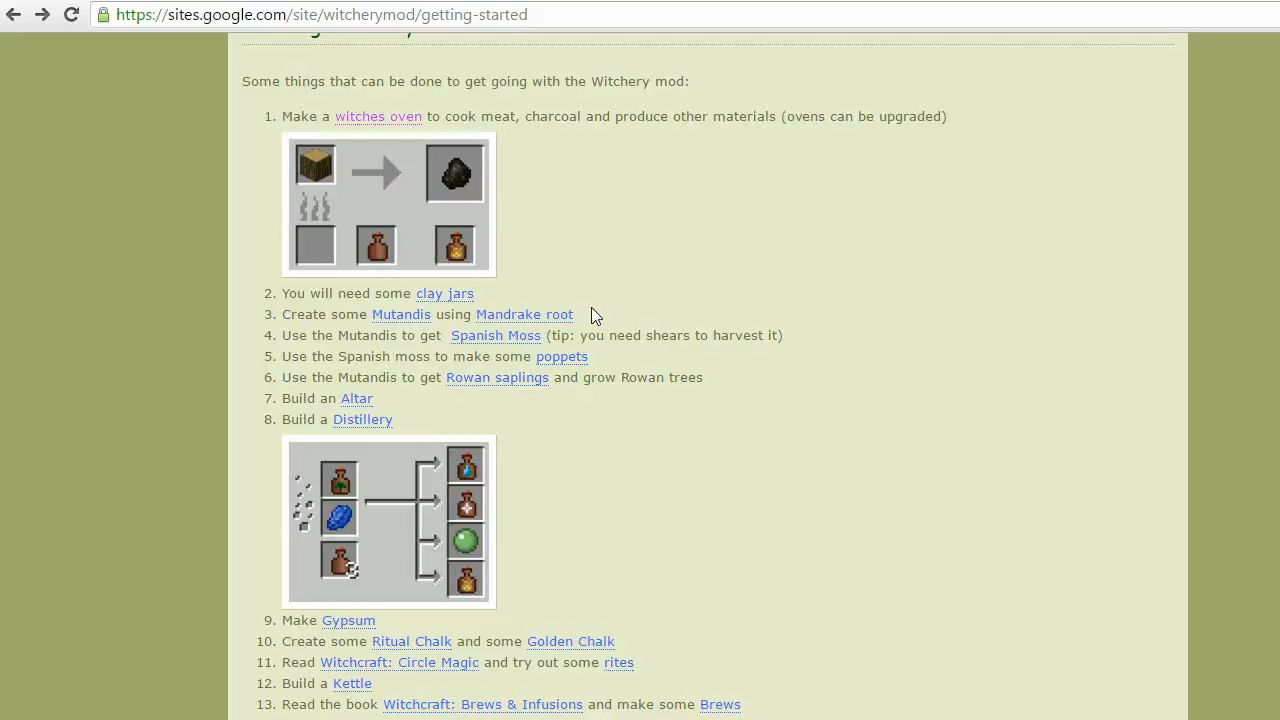 https://sites.google.com/site/witcherymod/getting-started
Some things that can be done to get going with the Witchery mod:
1. Make a witches oven to cook meat, charcoal and produce other materials (ovens can be upgraded)
2. You will need some clay jars
3. Create some Mutandis using Mandrake root
4. Use the Mutandis to get Spanish Moss (tip: you need shears to harvest it)
5. Use the Spanish moss to make some poppets
6. Use the Mutandis to get Rowan saplings and grow Rowan trees
7. Build an Altar
8. Build a Distillery
3
9. Make Gypsum
10. Create some Ritual Chalk and some Golden Chalk
11. Read Witchcraft: Circle Magic and try out some rites
12. Build a Kettle
13. Read the book Witchcraft: Brews & Infusions and make some Brews